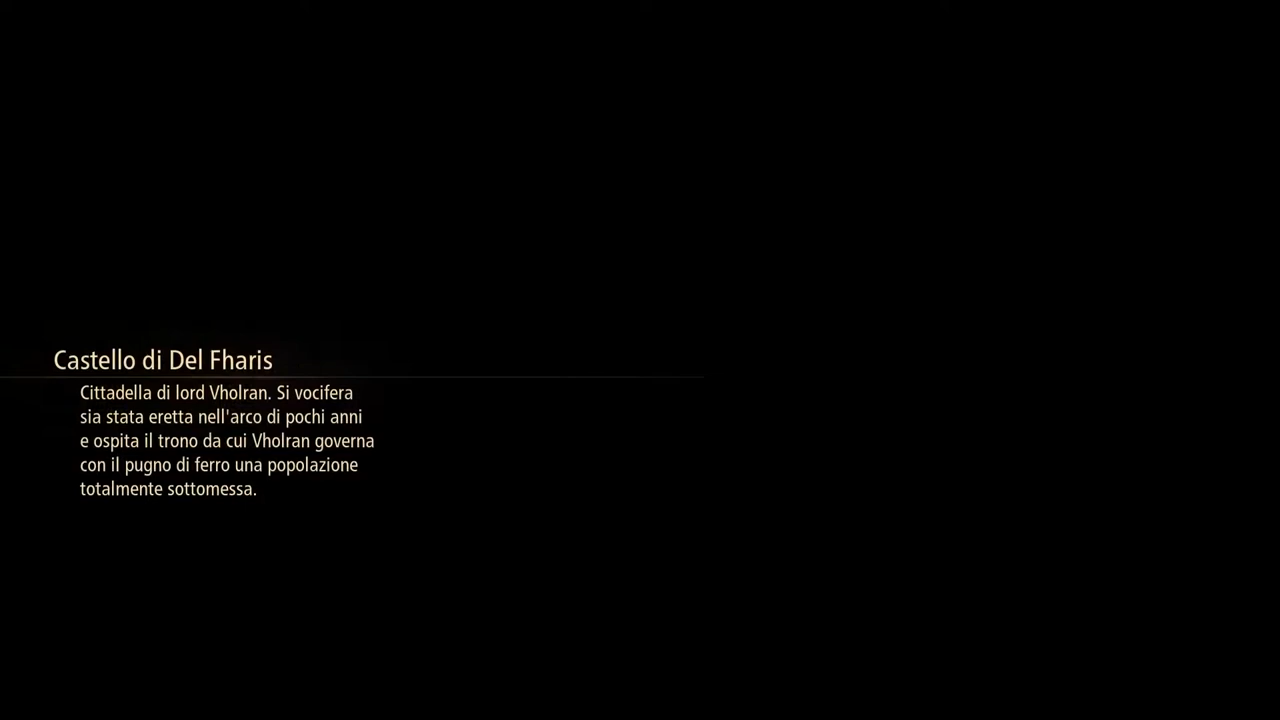 Castello di Del Fharis
Cittadella di lord Vholran. Si vocifera
sia stata eretta nell'arco di pochi anni
e ospita il trono da cui Vholran governa
con il pugno di ferro una popolazione
totalmente sottomessa.